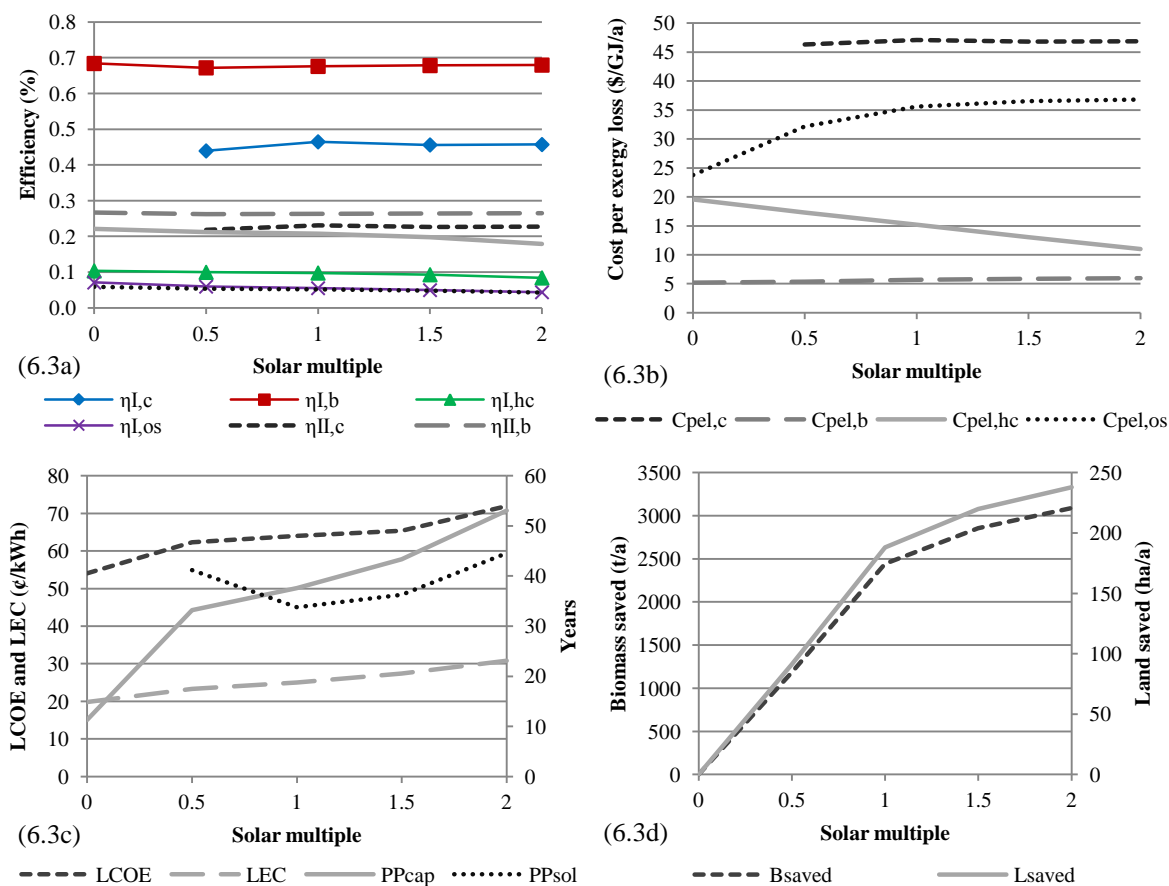 0.8
0.7
0.6
0.5
0.4
0.3
0.2
0.1
0.0
Efficiency (%)
0 0.5 1 1.5 2
Solar multiple
(6.3a)
ηI,c ηI,b ηI,hc
ηI,os ηII,c ηII,b
50
45
40
35
30
25
20
15
10
5
0
Cost per exergy loss ($/GJ/a)
0 0.5 1 1.5 2
Solar multiple
(6.3b)
Cpel,c Cpel,b Cpel,hc Cpel,os
80
70
60
50
40
30
20
10
0
LCOE and LEC (¢/kWh)
60
50
40
30
20
10
0
Years
0 0.5 1 1.5 2
Solar multiple
(6.3c)
LCOE LEC PPcap PPsol
3500
3000
2500
2000
1500
1000
500
0
Biomass saved (t/a)
250
200
150
100
50
0
Land saved (ha/a)
0 0.5 1 1.5 2
Solar multiple
(6.3d)
Bsaved Lsaved